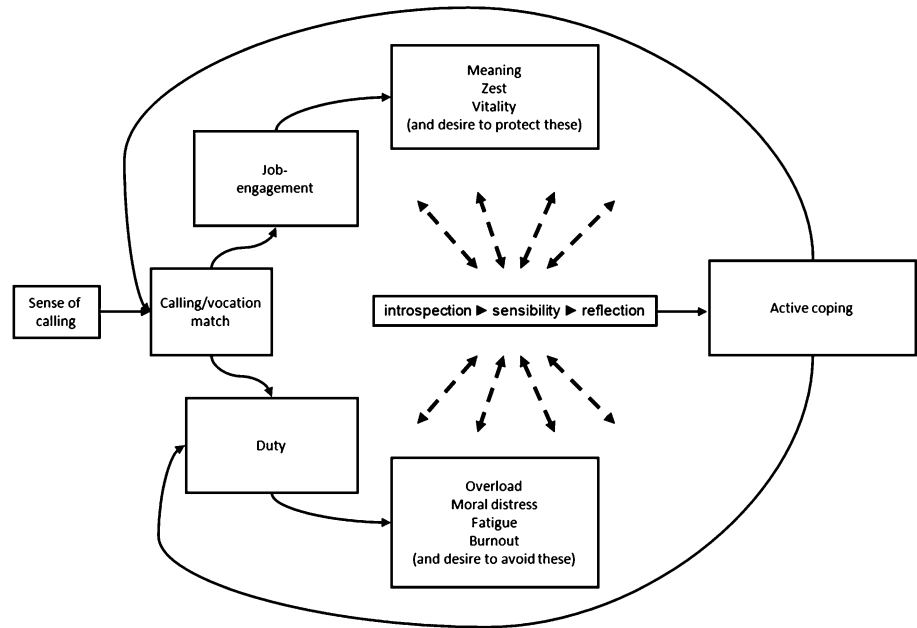 Meaning
Zest
Vitality
(and desire to protect these)
Job-
engagement
Sense of
calling
Calling/vocation
match
introspection ► sensibility ► reflection
Active coping
Duty
Overload
Moral distress
Fatigue
Burnout
(and desire to avoid these)